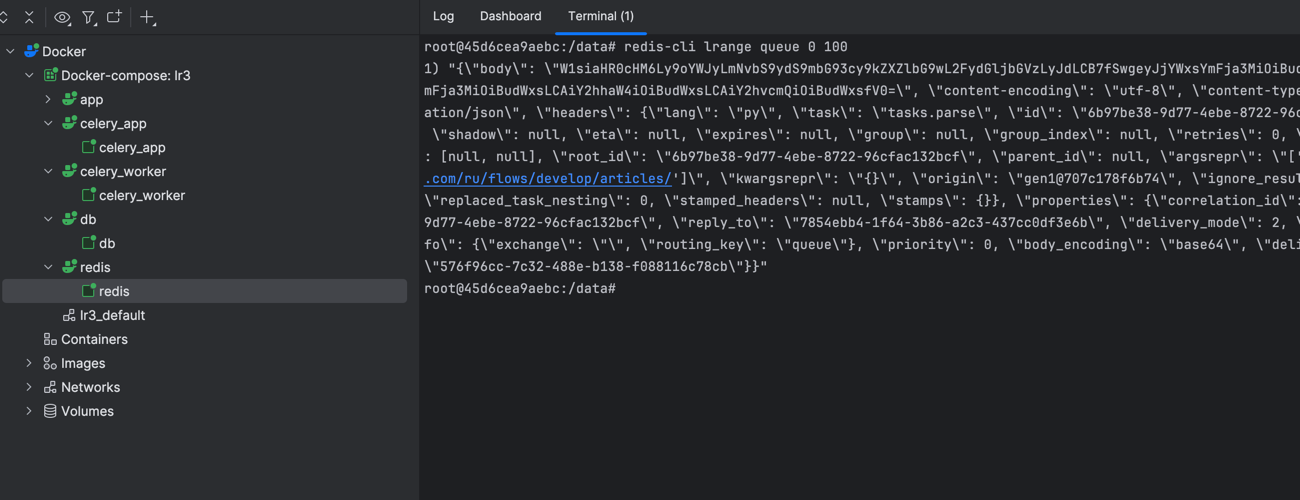 Log Dashboard Terminal (1)
Docker
Docker-compose: lr3
app
celery_app
celery_app
celery_worker
celery_worker
db
db
redis
redis
lr3_default
Containers
Images
Networks
Volumes
root@45d6cea9aebc:/data# redis-cli lrange queue 0 100
1) "{\"body\": \"W1siaHR0cHM6Ly9oYWJyLmNvbS9ydS9mbG93cy9kZXZlbG9wL2FydGljbGVzLyJdLCB7fSwgeyJjYWxsYmFja3MiOiBud
mFja3MiOiBudWxsLCAiY2hhaW4iOiBudWxsLCAiY2hvcmQiOiBudWxsfV0=\", \"content-encoding\": \"utf-8\", \"content-type
ation/json\", \"headers\": {\"lang\": \"py\", \"task\": \"tasks.parse\", \"id\": \"6b97be38-9d77-4ebe-8722-96c
\"shadow\": null, \"eta\": null, \"expires\": null, \"group\": null, \"group_index\": null, \"retries\": 0, \
: [null, null], \"root_id\": \"6b97be38-9d77-4ebe-8722-96cfac132bcf\", \"parent_id\": null, \"argsrepr\": \"['
.com/ru/flows/develop/articles/']\", \"kwargsrepr\": \"{}\", \"origin\": \"gen1@707c178f6b74\", \"ignore_resul
\"replaced_task_nesting\": 0, \"stamped_headers\": null, \"stamps\": {}}, \"properties\": {\"correlation_id\":
9d77-4ebe-8722-96cfac132bcf\", \"reply_to\": \"7854ebb4-1f64-3b86-a2c3-437cc0df3e6b\", \"delivery_mode\": 2, \
fo\": {\"exchange\": \"\", \"routing_key\": \"queue\"}, \"priority\": 0, \"body_encoding\": \"base64\", \"deli
\"576f96cc-7c32-488e-b138-f088116c78cb\"}}"
root@45d6cea9aebc:/data#